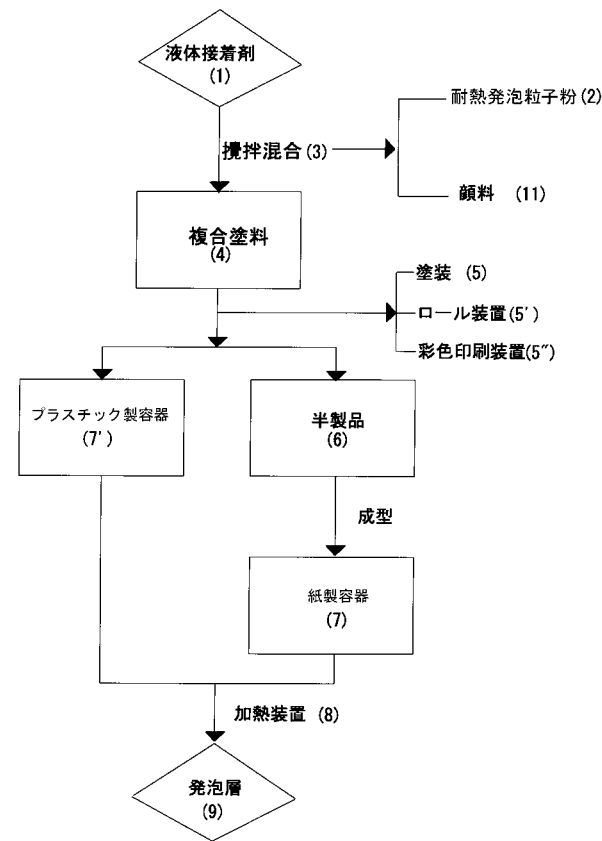 液体接着剤
(1)
耐熱発泡粒子粉(2)
攪拌混合(3)
顔料 (11)
複合塗料
(4)
塗装 (5)
ロール装置(5')
彩色印刷装置(5″)
プラスチック製容器
(7')
半製品
(6)
成型
紙製容器
(7)
加熱装置 (8)
発泡層
(9)